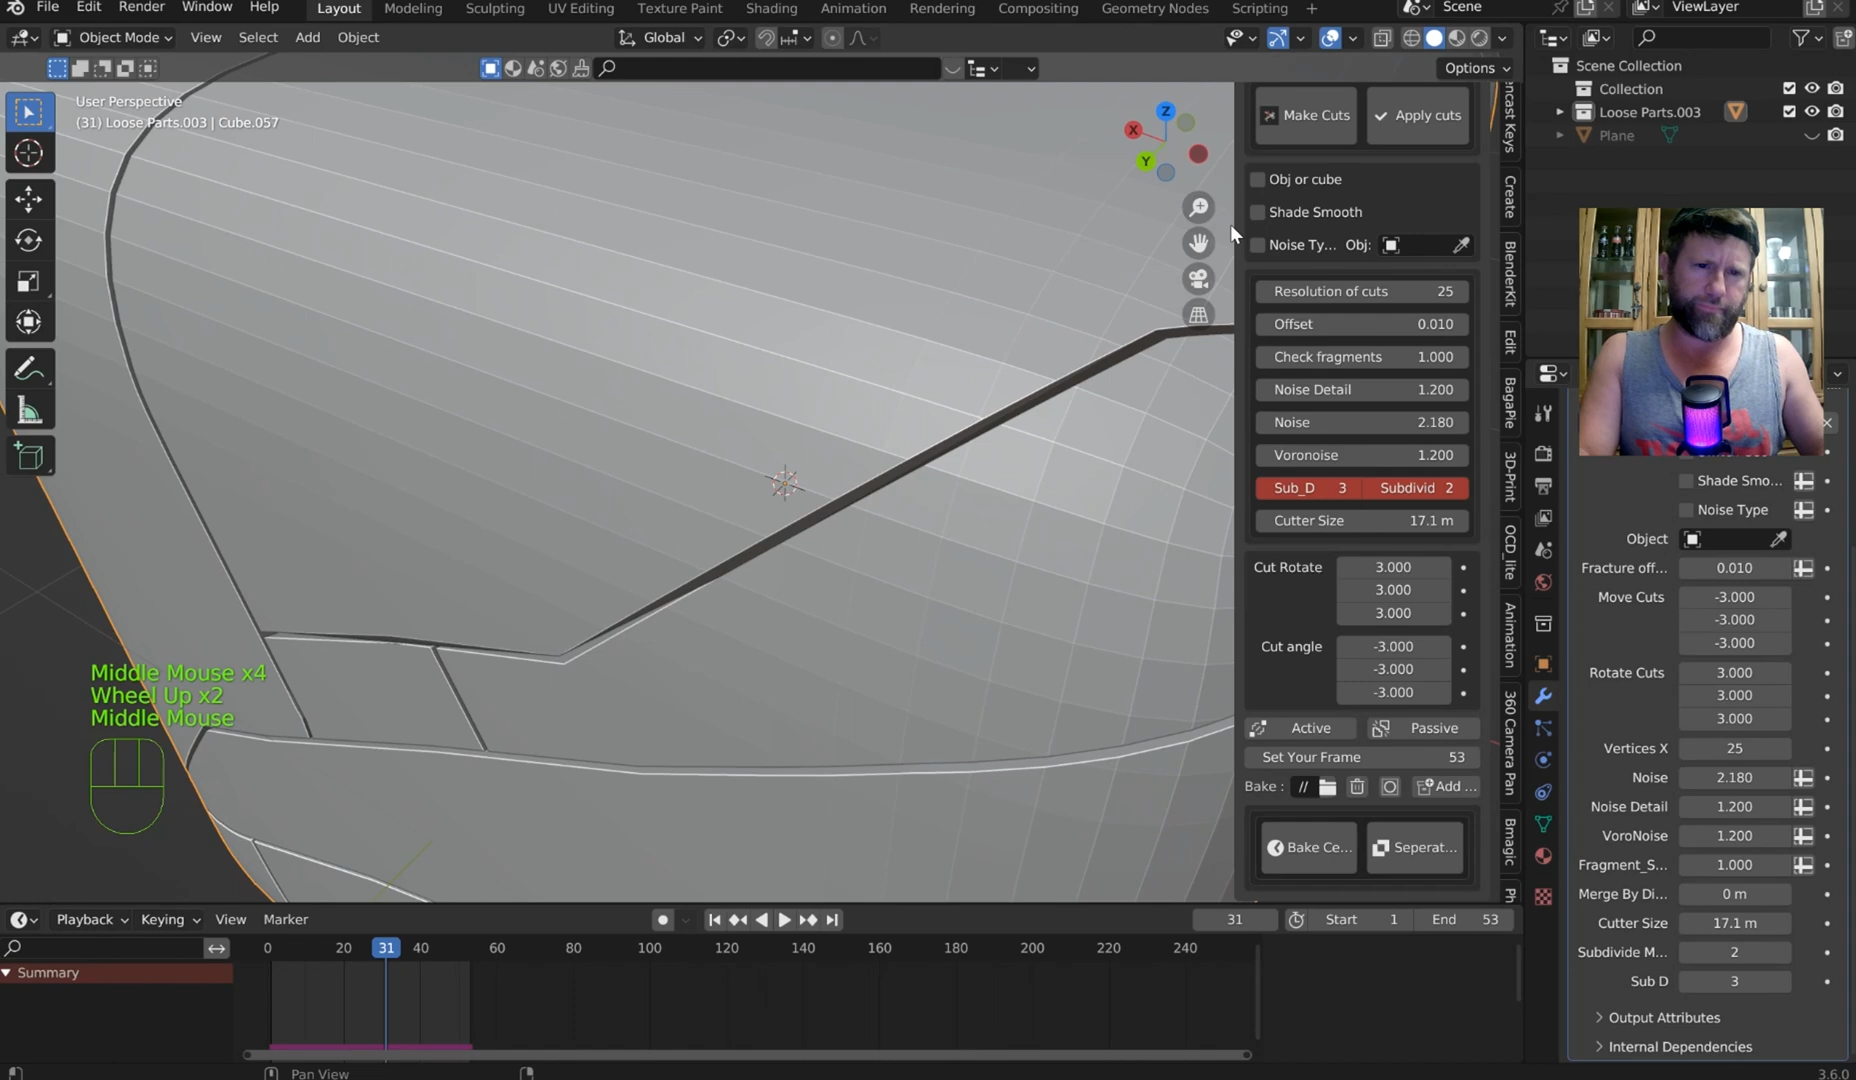 File Edit Render Window Help
Layout Modeling Sculpting UV Editing Texture Paint Shading Animation Rendering Compositing Geometry Nodes Scripting +
Scene
ViewLayer
Object Mode View Select Add Object
Global
Options
Scene Collection
Collection
Loose Parts.003
Plane
User Perspective
(31) Loose Parts.003 | Cube.057
Z
X
Y
Make Cuts Apply cuts
Obj or cube
Shade Smooth
Noise Ty... Obj:
Resolution of cuts 25
Offset 0.010
Check fragments 1.000
Noise Detail 1.200
Noise 2.180
Voronoise 1.200
Sub_D 3 Subdivid 2
Cutter Size 17.1 m
Cut Rotate 3.000
3.000
3.000
Cut angle -3.000
-3.000
-3.000
Active Passive
Set Your Frame 53
Bake : // Add ...
Bake Ce... Seperat...
encast Keys
Create
BlenderKit
Edit
BagaPie
3D-Print
OCD_lite
Animation
360 Camera Pan
Bmagic
Ph
Shade Smo...
Noise Type
Object
Fracture off... 0.010
Move Cuts -3.000
-3.000
-3.000
Rotate Cuts 3.000
3.000
3.000
Vertices X 25
Noise 2.180
Noise Detail 1.200
VoroNoise 1.200
Fragment_S... 1.000
Merge By Di... 0 m
Cutter Size 17.1 m
Subdivide M... 2
Sub D 3
Output Attributes
Internal Dependencies
Middle Mouse x4
Wheel Up x2
Middle Mouse
Playback Keying View Marker
31 Start 1 End 53
0 20 31 40 60 80 100 120 140 160 180 200 220 240
Summary
Pan View
3.6.0